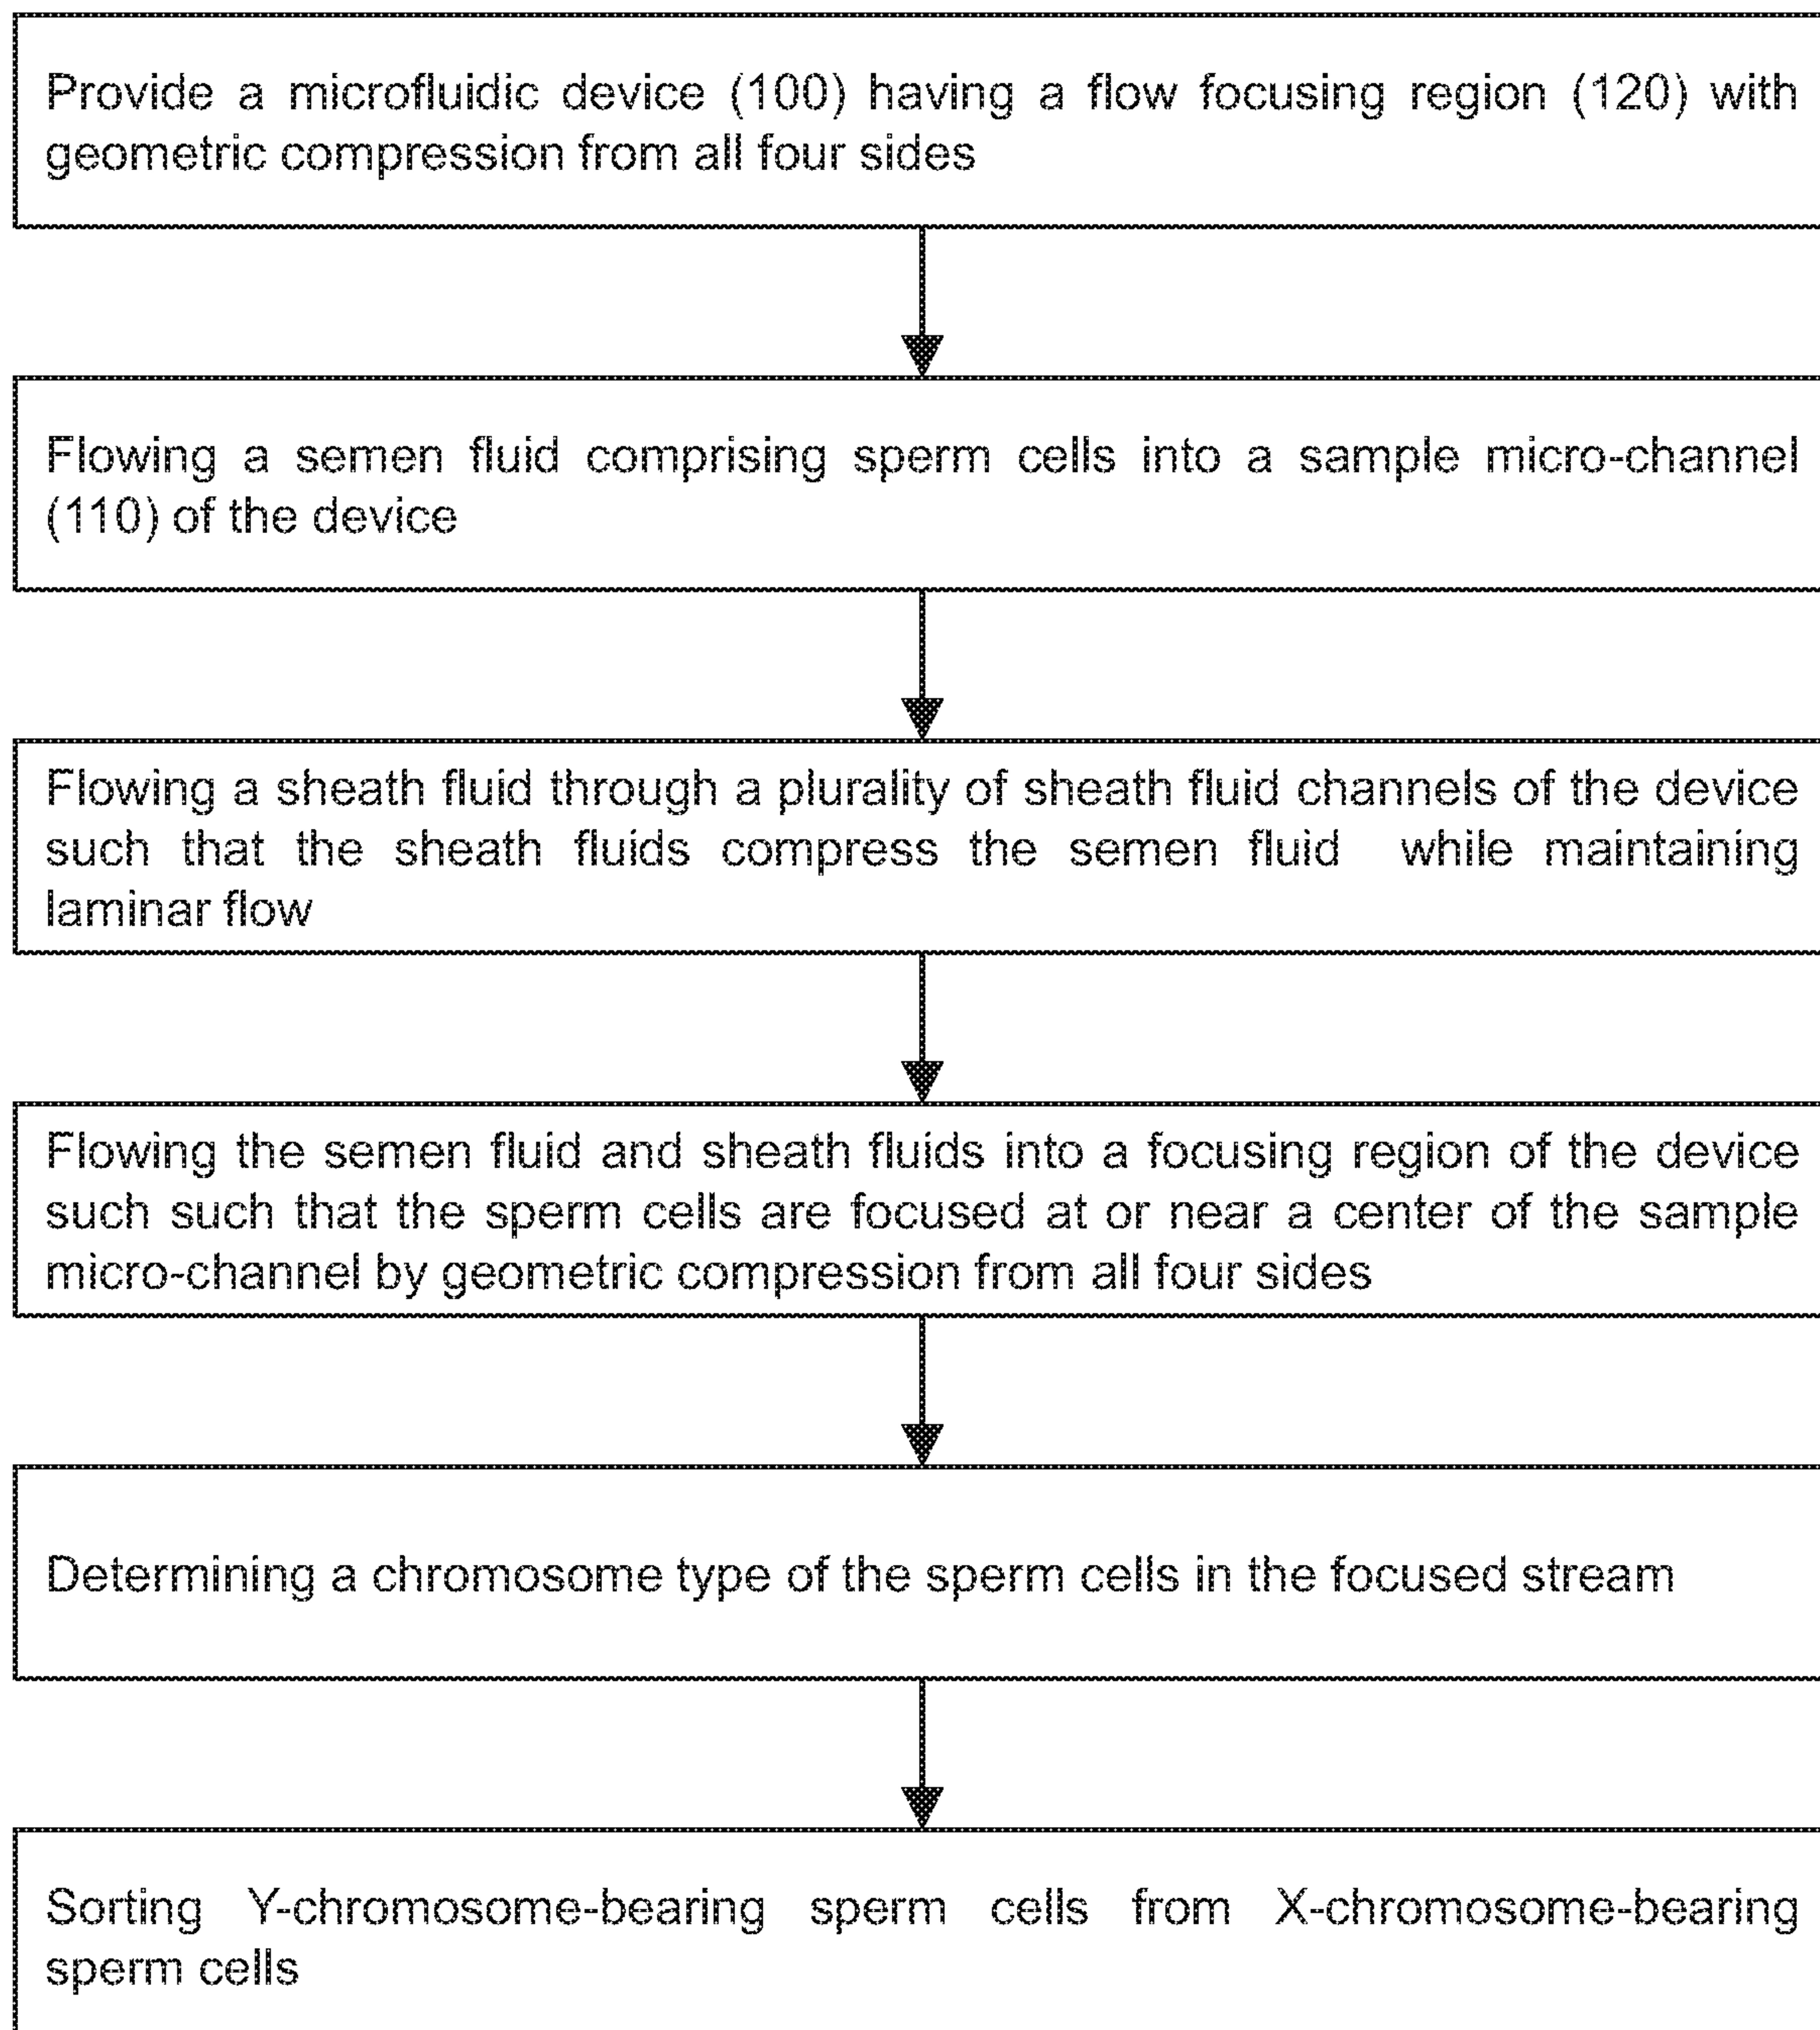 Provide a microfluidic device (100) having a flow focusing region (120) with
geometric compression from all four sides
Flowing a semen fluid comprising sperm cells into a sample micro-channel
(110) of the device
Flowing a sheath fluid through a plurality of sheath fluid channels of the device
such that the sheath fluids compress the semen fluid while maintaining
laminar flow
Flowing the semen fluid and sheath fluids into a focusing region of the device
such such that the sperm cells are focused at or near a center of the sample
micro-channel by geometric compression from all four sides
Determining a chromosome type of the sperm cells in the focused stream
Sorting Y-chromosome-bearing sperm cells from X-chromosome-bearing
sperm cells